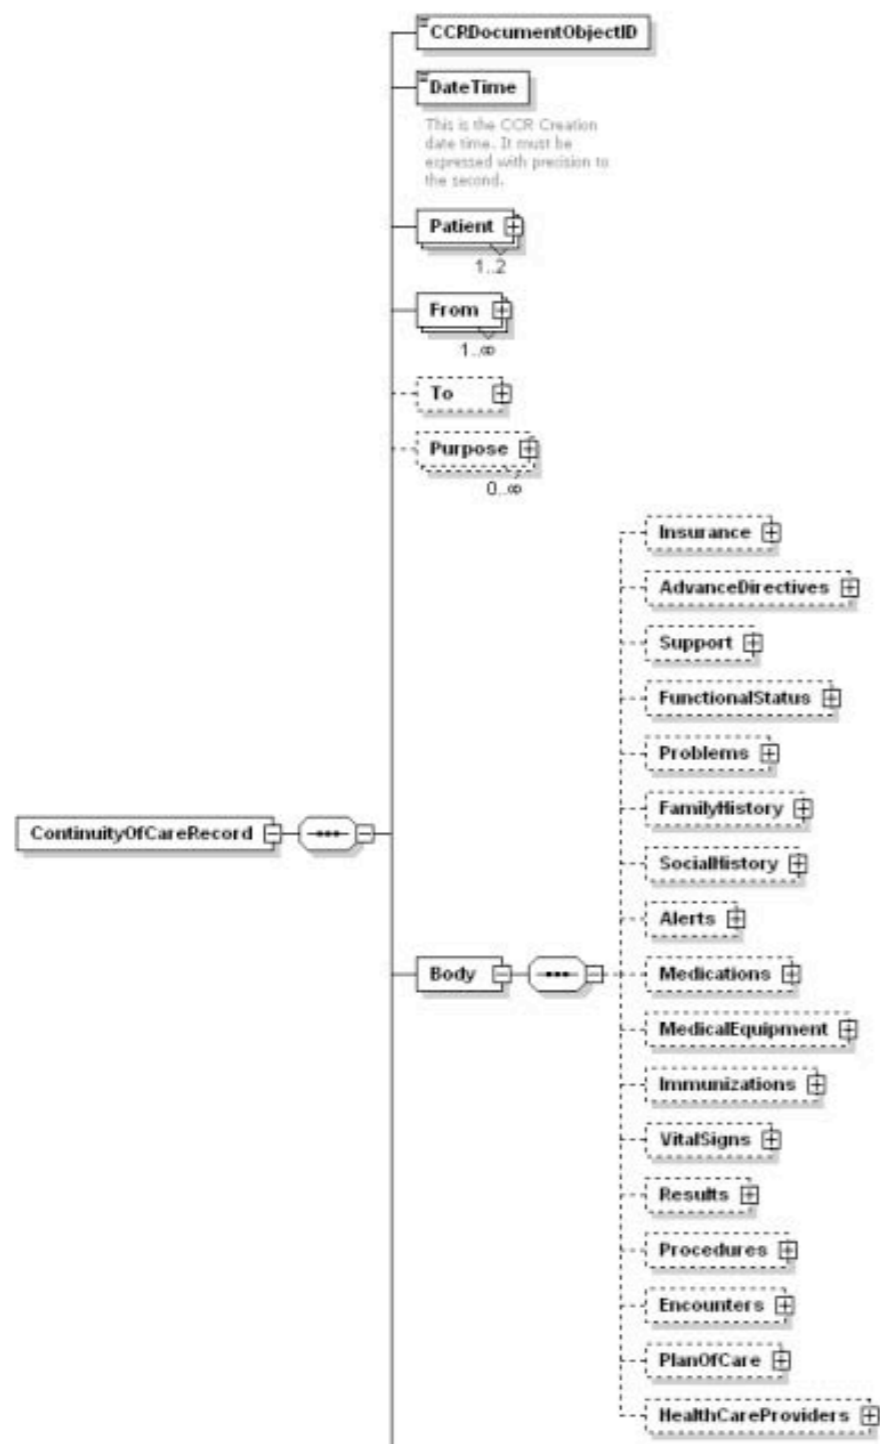 CCRDocumentObjectID
DateTime
This is the CCR Creation
date time. It must be
expressed with precision to
the second.
Patient
1..2
From
1..∞
To
Purpose
0..∞
Insurance
AdvanceDirectives
Support
FunctionalStatus
Problems
FamilyHistory
ContinuityOfCareRecord
SocialHistory
Alerts
Body
Medications
MedicalEquipment
Immunizations
VitalSigns
Results
Procedures
Encounters
PlanOfCare
HealthCareProviders